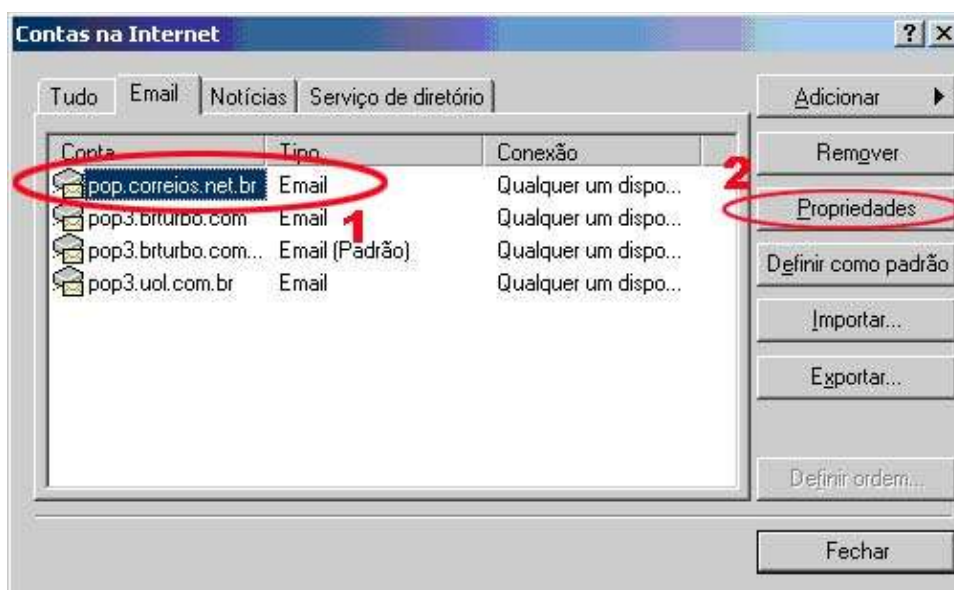 Contas na Internet
Tudo Email Notícias Serviço de diretório
Conta Tipo Conexão
pop.correios.net.br Email Qualquer um dispo...
pop3.brturbo.com Email Qualquer um dispo...
pop3.brturbo.com... Email (Padrão) Qualquer um dispo...
pop3.uol.com.br Email Qualquer um dispo...
1
2
Adicionar
Remover
Propriedades
Definir como padrão
Importar...
Exportar...
Definir ordem...
Fechar